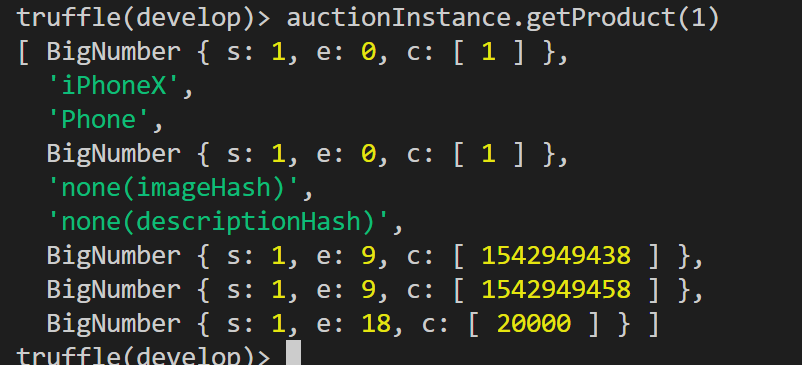 truffle(develop)> auctionInstance.getProduct(1)
[ BigNumber { s: 1, e: 0, c: [ 1 ] },
  'iPhoneX',
  'Phone',
  BigNumber { s: 1, e: 0, c: [ 1 ] },
  'none(imageHash)',
  'none(descriptionHash)',
  BigNumber { s: 1, e: 9, c: [ 1542949438 ] },
  BigNumber { s: 1, e: 9, c: [ 1542949458 ] },
  BigNumber { s: 1, e: 18, c: [ 20000 ] } ]
truffle(develop)>